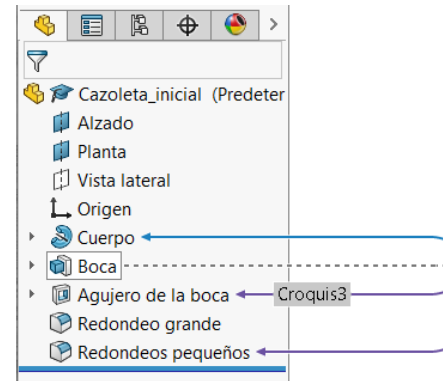 Cazoleta_inicial (Predeter
Alzado
Planta
Vista lateral
Origen
Cuerpo
Boca
Agujero de la boca Croquis3
Redondeo grande
Redondeos pequeños